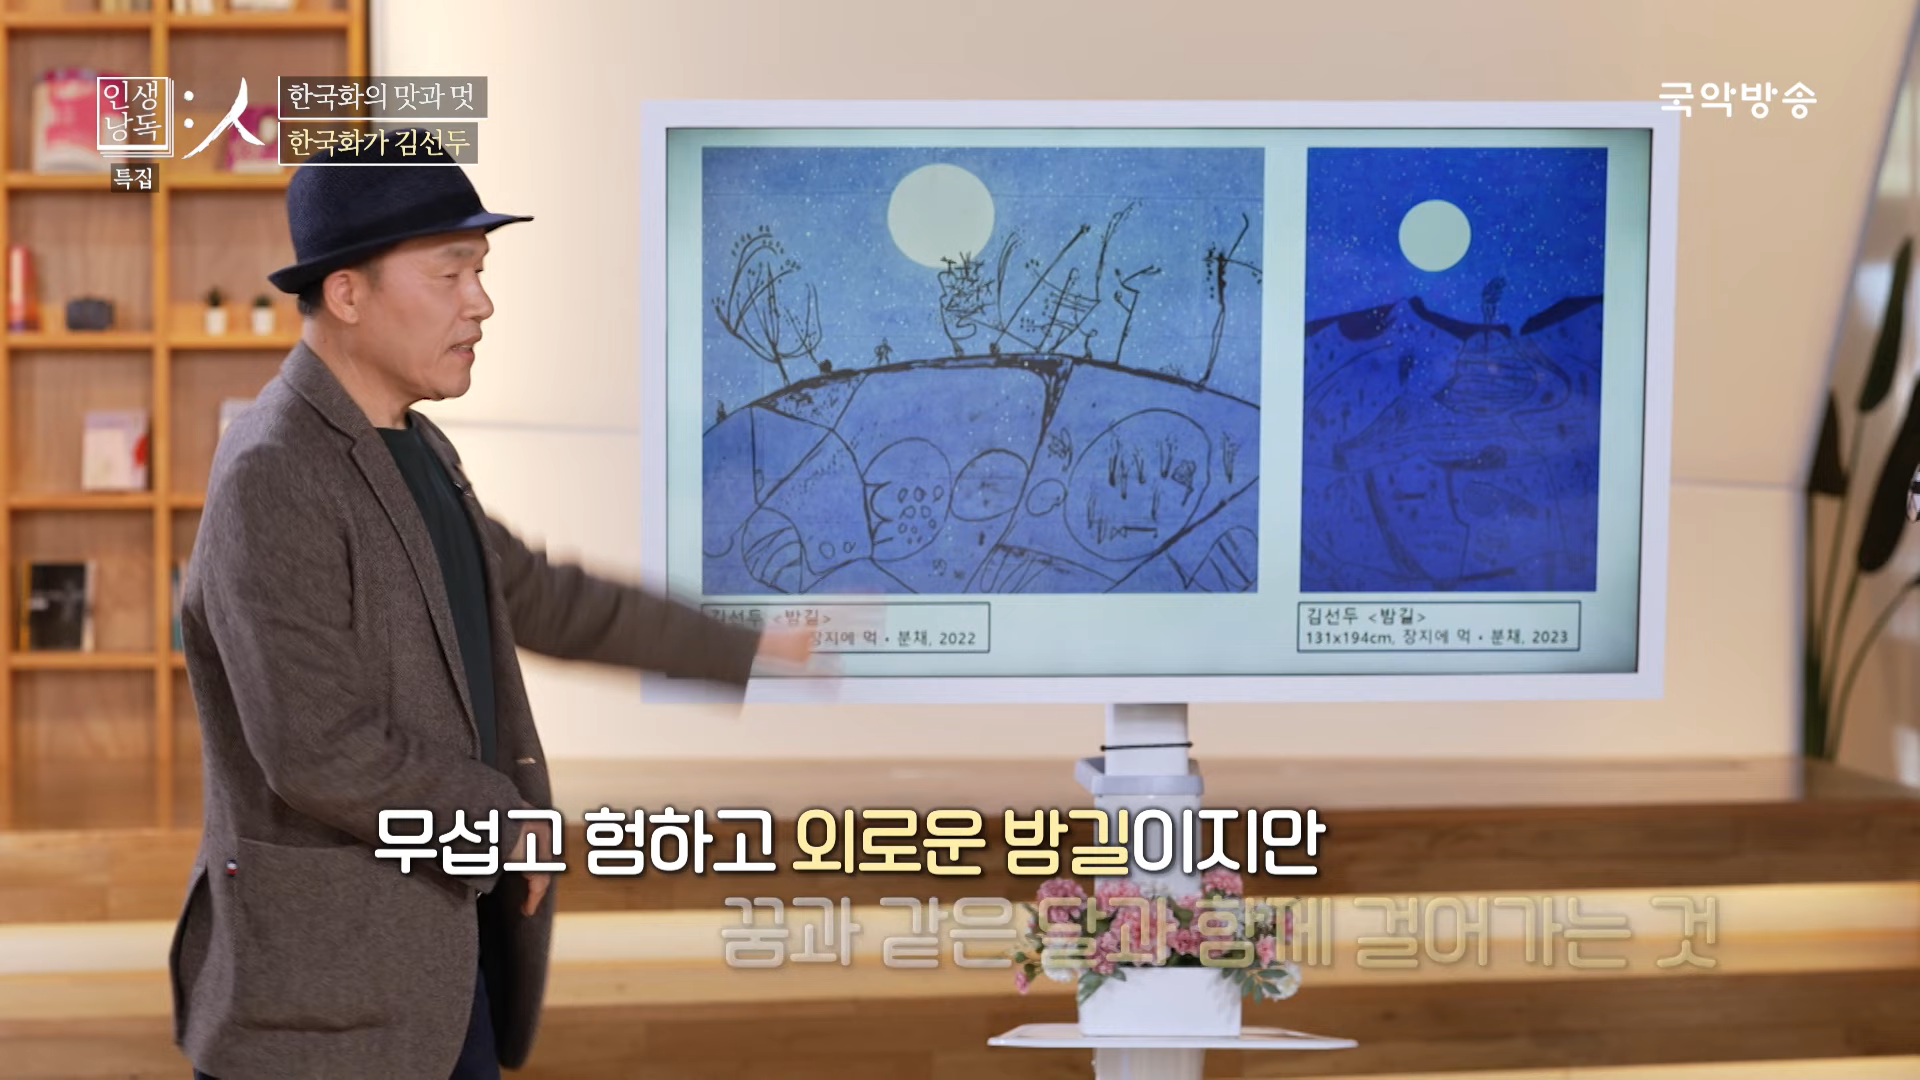 인생
낭독
:人
특집
한국화의 맛과 멋
한국화가 김선두
국악방송
김선두 <밤길>
장지에 먹·분채, 2022
김선두 <밤길>
131x194cm, 장지에 먹·분채, 2023
무섭고 험하고 외로운 밤길이지만
꿈과 같은 달과 함께 걸어가는 것